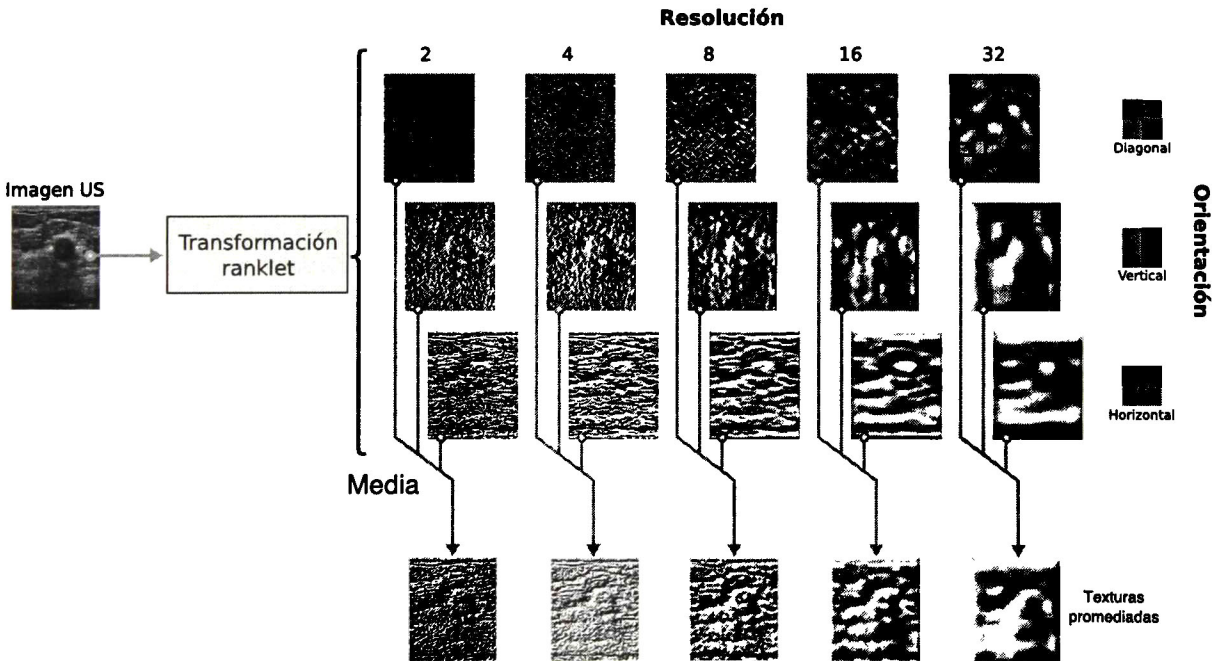 Resolución
2 4 8 16 32
Diagonal
Imagen US
Transformación
ranklet
Vertical
Orientación
Horizontal
Media
Texturas
promediadas